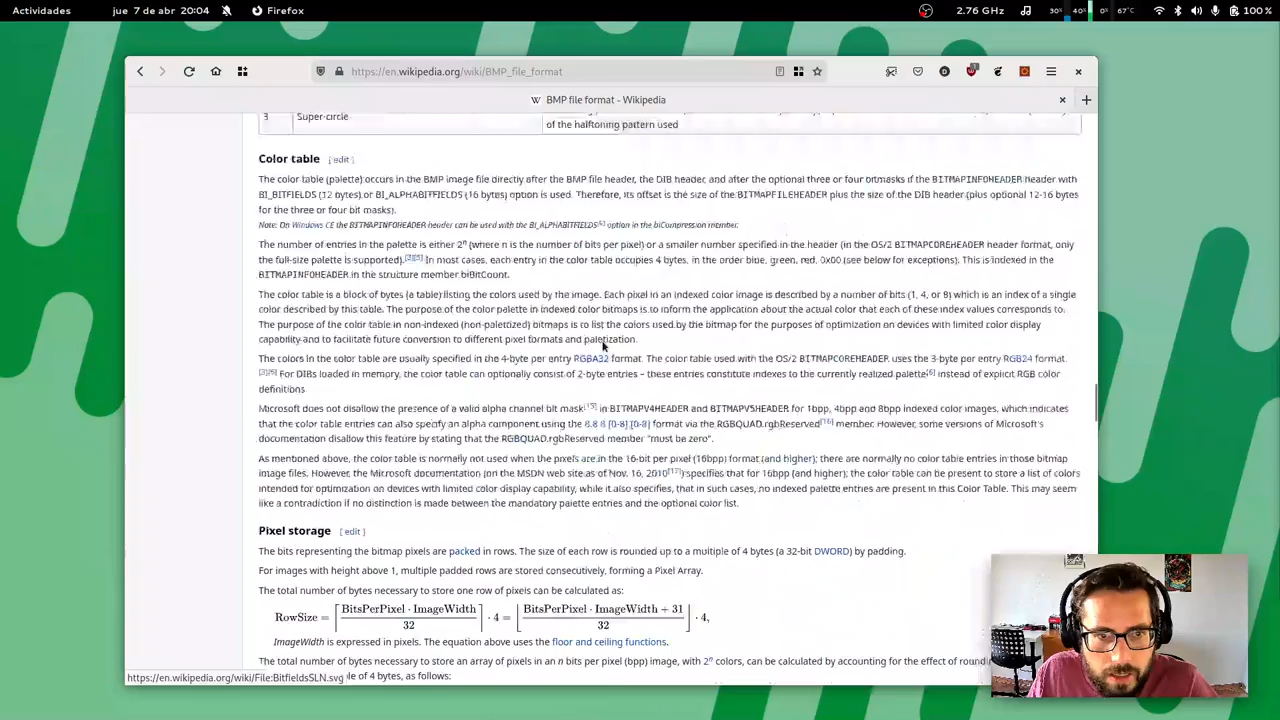 Actividades
jue 7 de abr 20:04
Firefox
2.76 GHz
30%
40%
0%
67°C
100 %
https://en.wikipedia.org/wiki/BMP_file_format
1
W BMP file format - Wikipedia
3 Super-circle
of the halftoning pattern used
Color table [edit]
The color table (palette) occurs in the BMP image file directly after the BMP file header, the DIB header, and after the optional three or four bitmasks if the BITMAPINFOHEADER header with
BI_BITFIELDS (12 bytes) or BI_ALPHABITFIELDS (16 bytes) option is used. Therefore, its offset is the size of the BITMAPFILEHEADER plus the size of the DIB header (plus optional 12-16 bytes
for the three or four bit masks).
Note: On Windows CE the BITMAPINFOHEADER header can be used with the BI_ALPHABITFIELDS[6] option in the biCompression member.
The number of entries in the palette is either 2ⁿ (where n is the number of bits per pixel) or a smaller number specified in the header (in the OS/2 BITMAPCOREHEADER header format, only
the full-size palette is supported).[3][5] In most cases, each entry in the color table occupies 4 bytes, in the order blue, green, red, 0x00 (see below for exceptions). This is indexed in the
BITMAPINFOHEADER in the structure member biBitCount.
The color table is a block of bytes (a table) listing the colors used by the image. Each pixel in an indexed color image is described by a number of bits (1, 4, or 8) which is an index of a single
color described by this table. The purpose of the color palette in indexed color bitmaps is to inform the application about the actual color that each of these index values corresponds to.
The purpose of the color table in non-indexed (non-palettized) bitmaps is to list the colors used by the bitmap for the purposes of optimization on devices with limited color display
capability and to facilitate future conversion to different pixel formats and paletization.
The colors in the color table are usually specified in the 4-byte per entry RGBA32 format. The color table used with the OS/2 BITMAPCOREHEADER uses the 3-byte per entry RGB24 format.
[3][5] For DIBs loaded in memory, the color table can optionally consist of 2-byte entries – these entries constitute indexes to the currently realized palette[6] instead of explicit RGB color
definitions.
Microsoft does not disallow the presence of a valid alpha channel bit mask[15] in BITMAPV4HEADER and BITMAPV5HEADER for 1bpp, 4bpp and 8bpp indexed color images, which indicates
that the color table entries can also specify an alpha component using the 8.8.8.[0-8].[0-8] format via the RGBQUAD.rgbReserved[16] member. However, some versions of Microsoft's
documentation disallow this feature by stating that the RGBQUAD.rgbReserved member "must be zero".
As mentioned above, the color table is normally not used when the pixels are in the 16-bit per pixel (16bpp) format (and higher); there are normally no color table entries in those bitmap
image files. However, the Microsoft documentation (on the MSDN web site as of Nov. 16, 2010[17]) specifies that for 16bpp (and higher), the color table can be present to store a list of colors
intended for optimization on devices with limited color display capability, while it also specifies, that in such cases, no indexed palette entries are present in this Color Table. This may seem
like a contradiction if no distinction is made between the mandatory palette entries and the optional color list.
Pixel storage [edit]
The bits representing the bitmap pixels are packed in rows. The size of each row is rounded up to a multiple of 4 bytes (a 32-bit DWORD) by padding.
For images with height above 1, multiple padded rows are stored consecutively, forming a Pixel Array.
The total number of bytes necessary to store one row of pixels can be calculated as:
RowSize = ⌈BitsPerPixel · ImageWidth / 32⌉ · 4 = ⌊BitsPerPixel · ImageWidth + 31 / 32⌋ · 4,
ImageWidth is expressed in pixels. The equation above uses the floor and ceiling functions.
The total number of bytes necessary to store an array of pixels in an n bits per pixel (bpp) image, with 2ⁿ colors, can be calculated by accounting for the effect of
https://en.wikipedia.org/wiki/File:BitfieldsSLN.svg
le of 4 bytes, as follows: